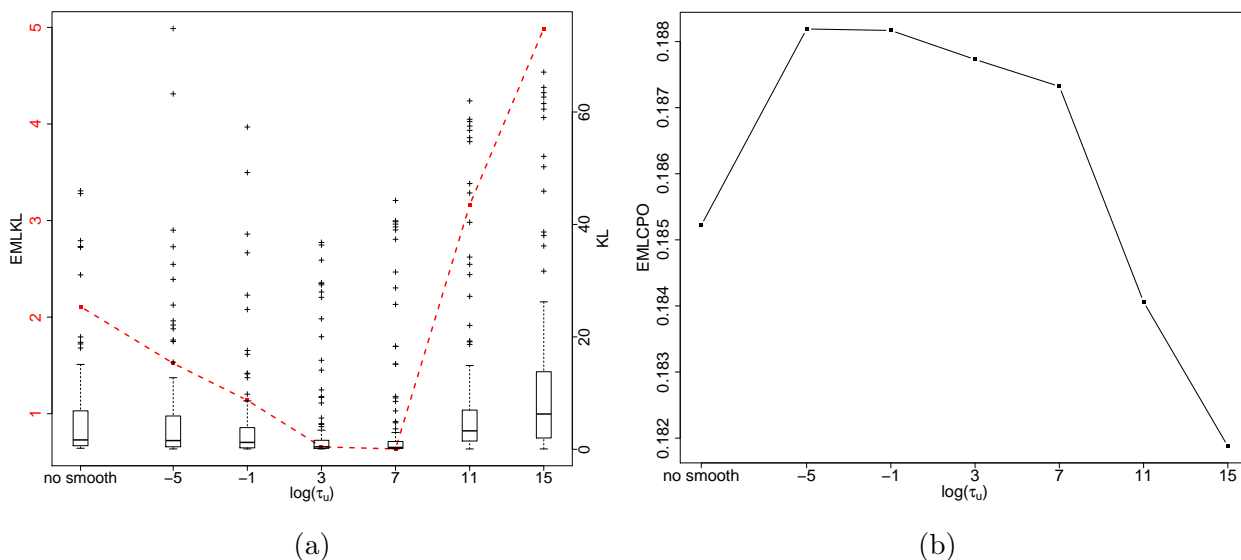 5
4
3
2
1
EMLKL
60
40
20
0
KL
no smooth −5 −1 3 7 11 15
log(τu)
(a)
0.188
0.187
0.186
0.185
0.184
0.183
0.182
EMLCPO
no smooth −5 −1 3 7 11 15
log(τu)
(b)